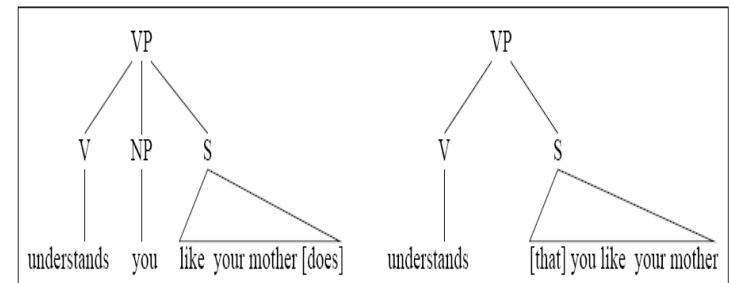 VP VP
V NP S V S
understands you like your mother [does] understands [that] you like your mother